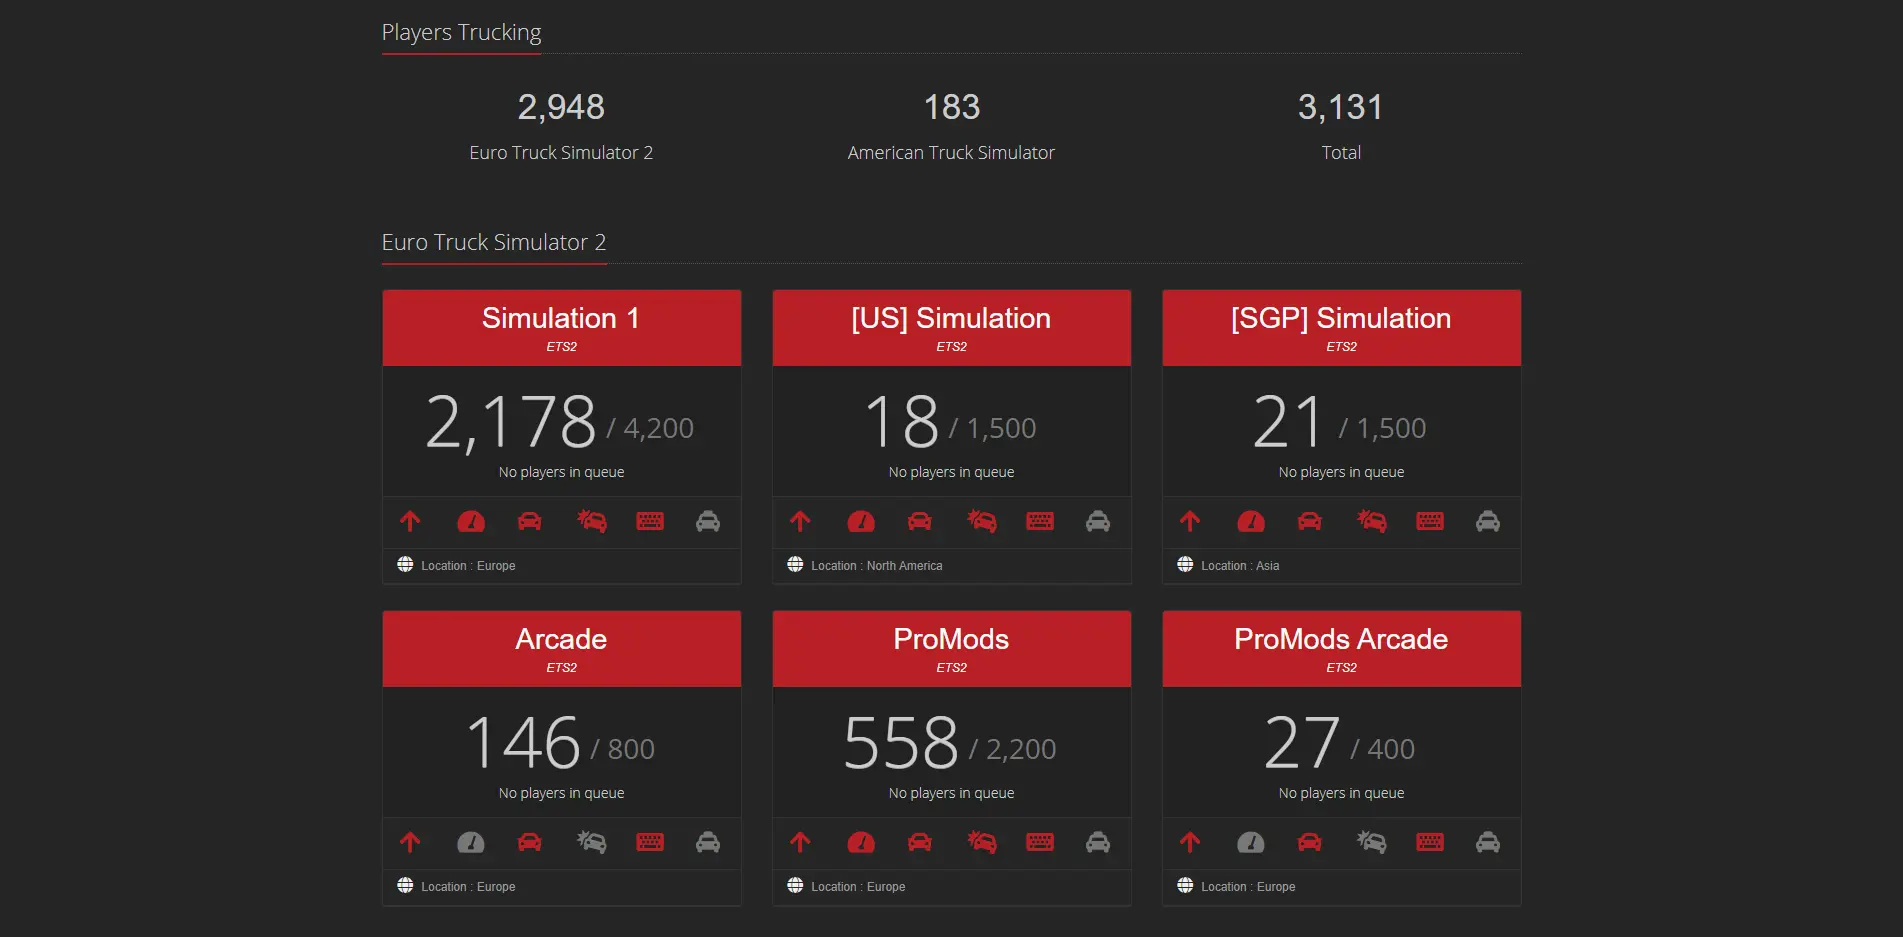 Players Trucking
2,948
183
3,131
Euro Truck Simulator 2
American Truck Simulator
Total
Euro Truck Simulator 2
Simulation 1
ETS2
2,178 / 4,200
No players in queue
Location : Europe
[US] Simulation
ETS2
18 / 1,500
No players in queue
Location : North America
[SGP] Simulation
ETS2
21 / 1,500
No players in queue
Location : Asia
Arcade
ETS2
146 / 800
No players in queue
Location : Europe
ProMods
ETS2
558 / 2,200
No players in queue
Location : Europe
ProMods Arcade
ETS2
27 / 400
No players in queue
Location : Europe